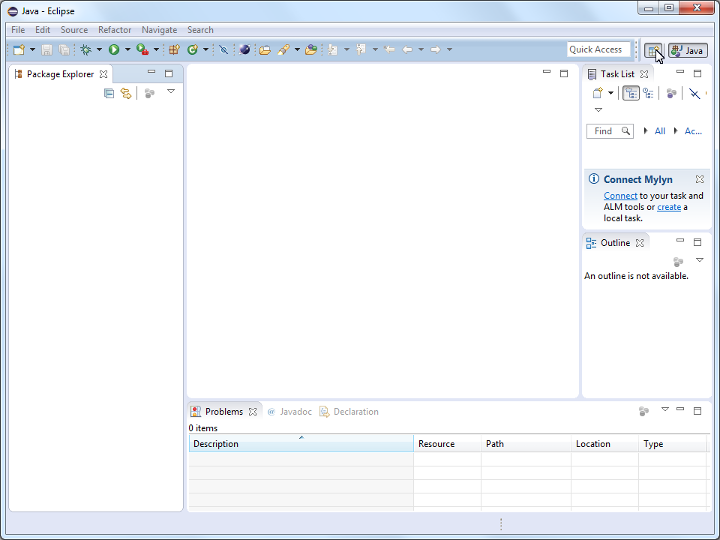 Java - Eclipse
File Edit Source Refactor Navigate Search
Quick Access
Java
Package Explorer
Task List
Find
All
Ac...
Connect Mylyn
Connect to your task and
ALM tools or create a
local task.
Outline
An outline is not available.
Problems
@ Javadoc
Declaration
0 items
Description Resource Path Location Type